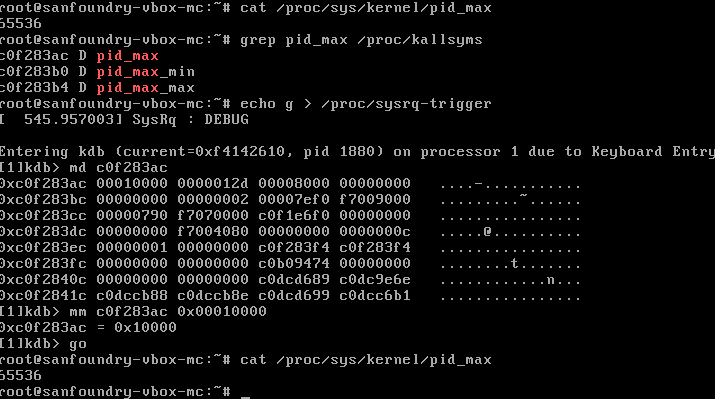 root@sanfoundry-vbox-mc:~# cat /proc/sys/kernel/pid_max
65536
root@sanfoundry-vbox-mc:~# grep pid_max /proc/kallsyms
c0f283ac D pid_max
c0f283b0 D pid_max_min
c0f283b4 D pid_max_max
root@sanfoundry-vbox-mc:~# echo g > /proc/sysrq-trigger
[  545.957003] SysRq : DEBUG
Entering kdb (current=0xf4142610, pid 1880) on processor 1 due to Keyboard Entry
[1]kdb> md c0f283ac
0xc0f283ac 00010000 0000012d 00008000 00000000   ....-...........
0xc0f283bc 00000000 00000002 00007ef0 f7009000   .........~......
0xc0f283cc 00000790 f7070000 c0f1e6f0 00000000   ................
0xc0f283dc 00000000 f7004080 00000000 0000000c   .....@..........
0xc0f283ec 00000001 00000000 c0f283f4 c0f283f4   ................
0xc0f283fc 00000000 00000000 c0b09474 00000000   ........t.......
0xc0f2840c 00000000 00000000 c0dcd689 c0dc9e6e   ............n...
0xc0f2841c c0dccb88 c0dccb8e c0dcd699 c0dcc6b1   ................
[1]kdb> mm c0f283ac 0x00010000
0xc0f283ac = 0x10000
[1]kdb> go
root@sanfoundry-vbox-mc:~# cat /proc/sys/kernel/pid_max
65536
root@sanfoundry-vbox-mc:~# _